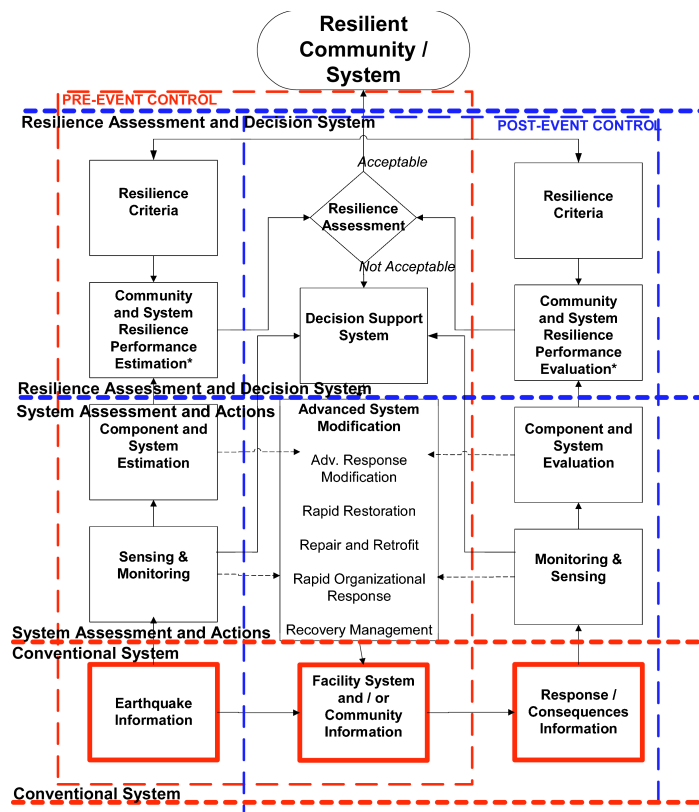 Resilient
Community /
System
PRE-EVENT CONTROL
Resilience Assessment and Decision System
POST-EVENT CONTROL
Acceptable
Resilience
Criteria
Resilience
Assessment
Resilience
Criteria
Not Acceptable
Community
and System
Resilience
Performance
Estimation*
Decision Support
System
Community
and System
Resilience
Performance
Evaluation*
Resilience Assessment and Decision System
System Assessment and Actions
Component and
System
Estimation
Advanced System
Modification
Adv. Response
Modification
Rapid Restoration
Repair and Retrofit
Rapid Organizational
Response
Recovery Management
Component and
System
Evaluation
Sensing &
Monitoring
Monitoring &
Sensing
System Assessment and Actions
Conventional System
Earthquake
Information
Facility System
and / or
Community
Information
Response /
Consequences
Information
Conventional System